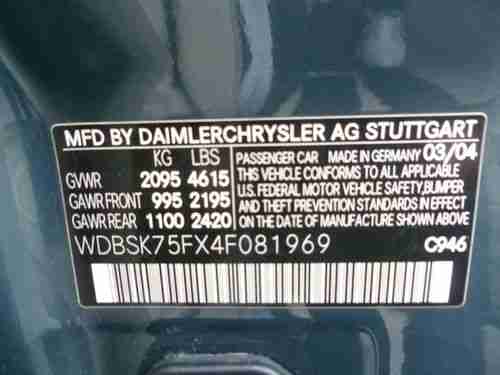 MFD BY DAIMLERCHRYSLER AG STUTTGART
KG LBS
GVWR 2095 4615
GAWR FRONT 995 2195
GAWR REAR 1100 2420
PASSENGER CAR MADE IN GERMANY 03/04
THIS VEHICLE CONFORMS TO ALL APPLICABLE
U.S. FEDERAL MOTOR VEHICLE SAFETY, BUMPER
AND THEFT PREVENTION STANDARDS IN EFFECT
ON THE DATE OF MANUFACTURE SHOWN ABOVE
WDBSK75FX4F081969
C946